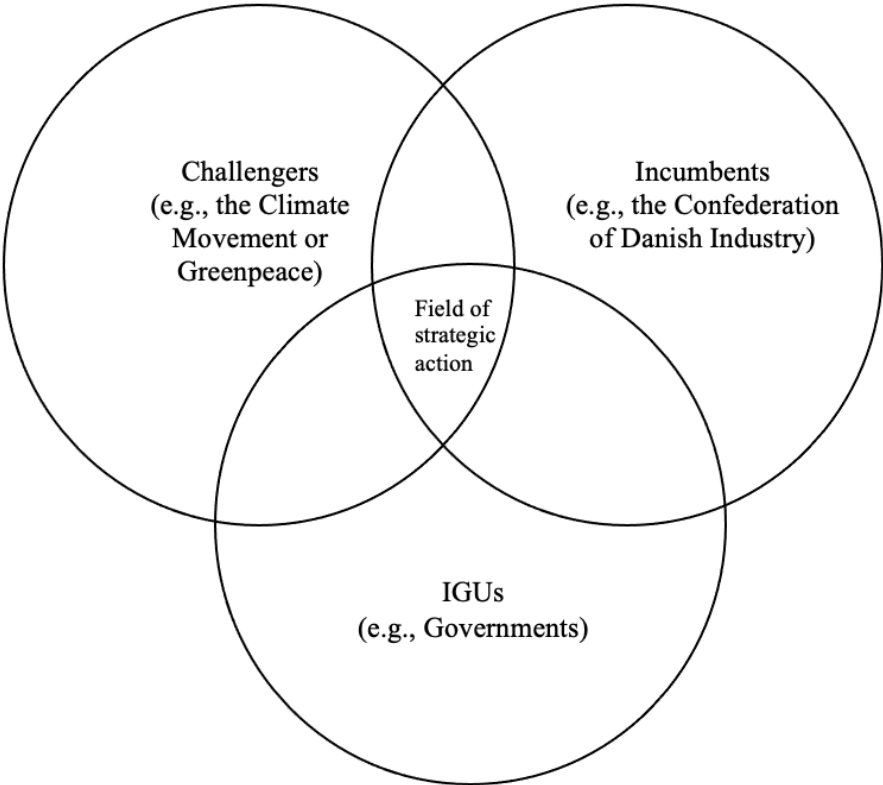 Challengers
(e.g., the Climate
Movement or
Greenpeace)
Incumbents
(e.g., the Confederation
of Danish Industry)
Field of
strategic
action
IGUs
(e.g., Governments)